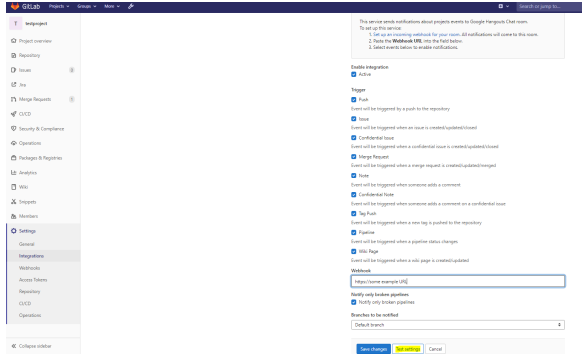 GitLab Projects Groups More Search or jump to...
T testproject
Project overview
Repository
Issues
Jira
Merge Requests
CI/CD
Security & Compliance
Operations
Packages & Registries
Analytics
Wiki
Snippets
Members
Settings
General
Integrations
Webhooks
Access Tokens
Repository
CI/CD
Operations
Collapse sidebar
This service sends notifications about projects events to Google Hangouts Chat room.
To set up this service:
1. Set up an incoming webhook for your room. All notifications will come to this room.
2. Paste the Webhook URL into the field below.
3. Select events below to enable notifications.
Enable integration
Active
Trigger
Push
Event will be triggered by a push to the repository
Issue
Event will be triggered when an issue is created/updated/closed
Confidential Issue
Event will be triggered when a confidential issue is created/updated/closed
Merge Request
Event will be triggered when a merge request is created/updated/merged
Note
Event will be triggered when someone adds a comment
Confidential Note
Event will be triggered when someone adds a comment on a confidential issue
Tag Push
Event will be triggered when a new tag is pushed to the repository
Pipeline
Event will be triggered when a pipeline status changes
Wiki Page
Event will be triggered when a wiki page is created/updated
Webhook
https://some.example.URL
Notify only broken pipelines
Notify only broken pipelines
Branches to be notified
Default branch
Save changes Test settings Cancel